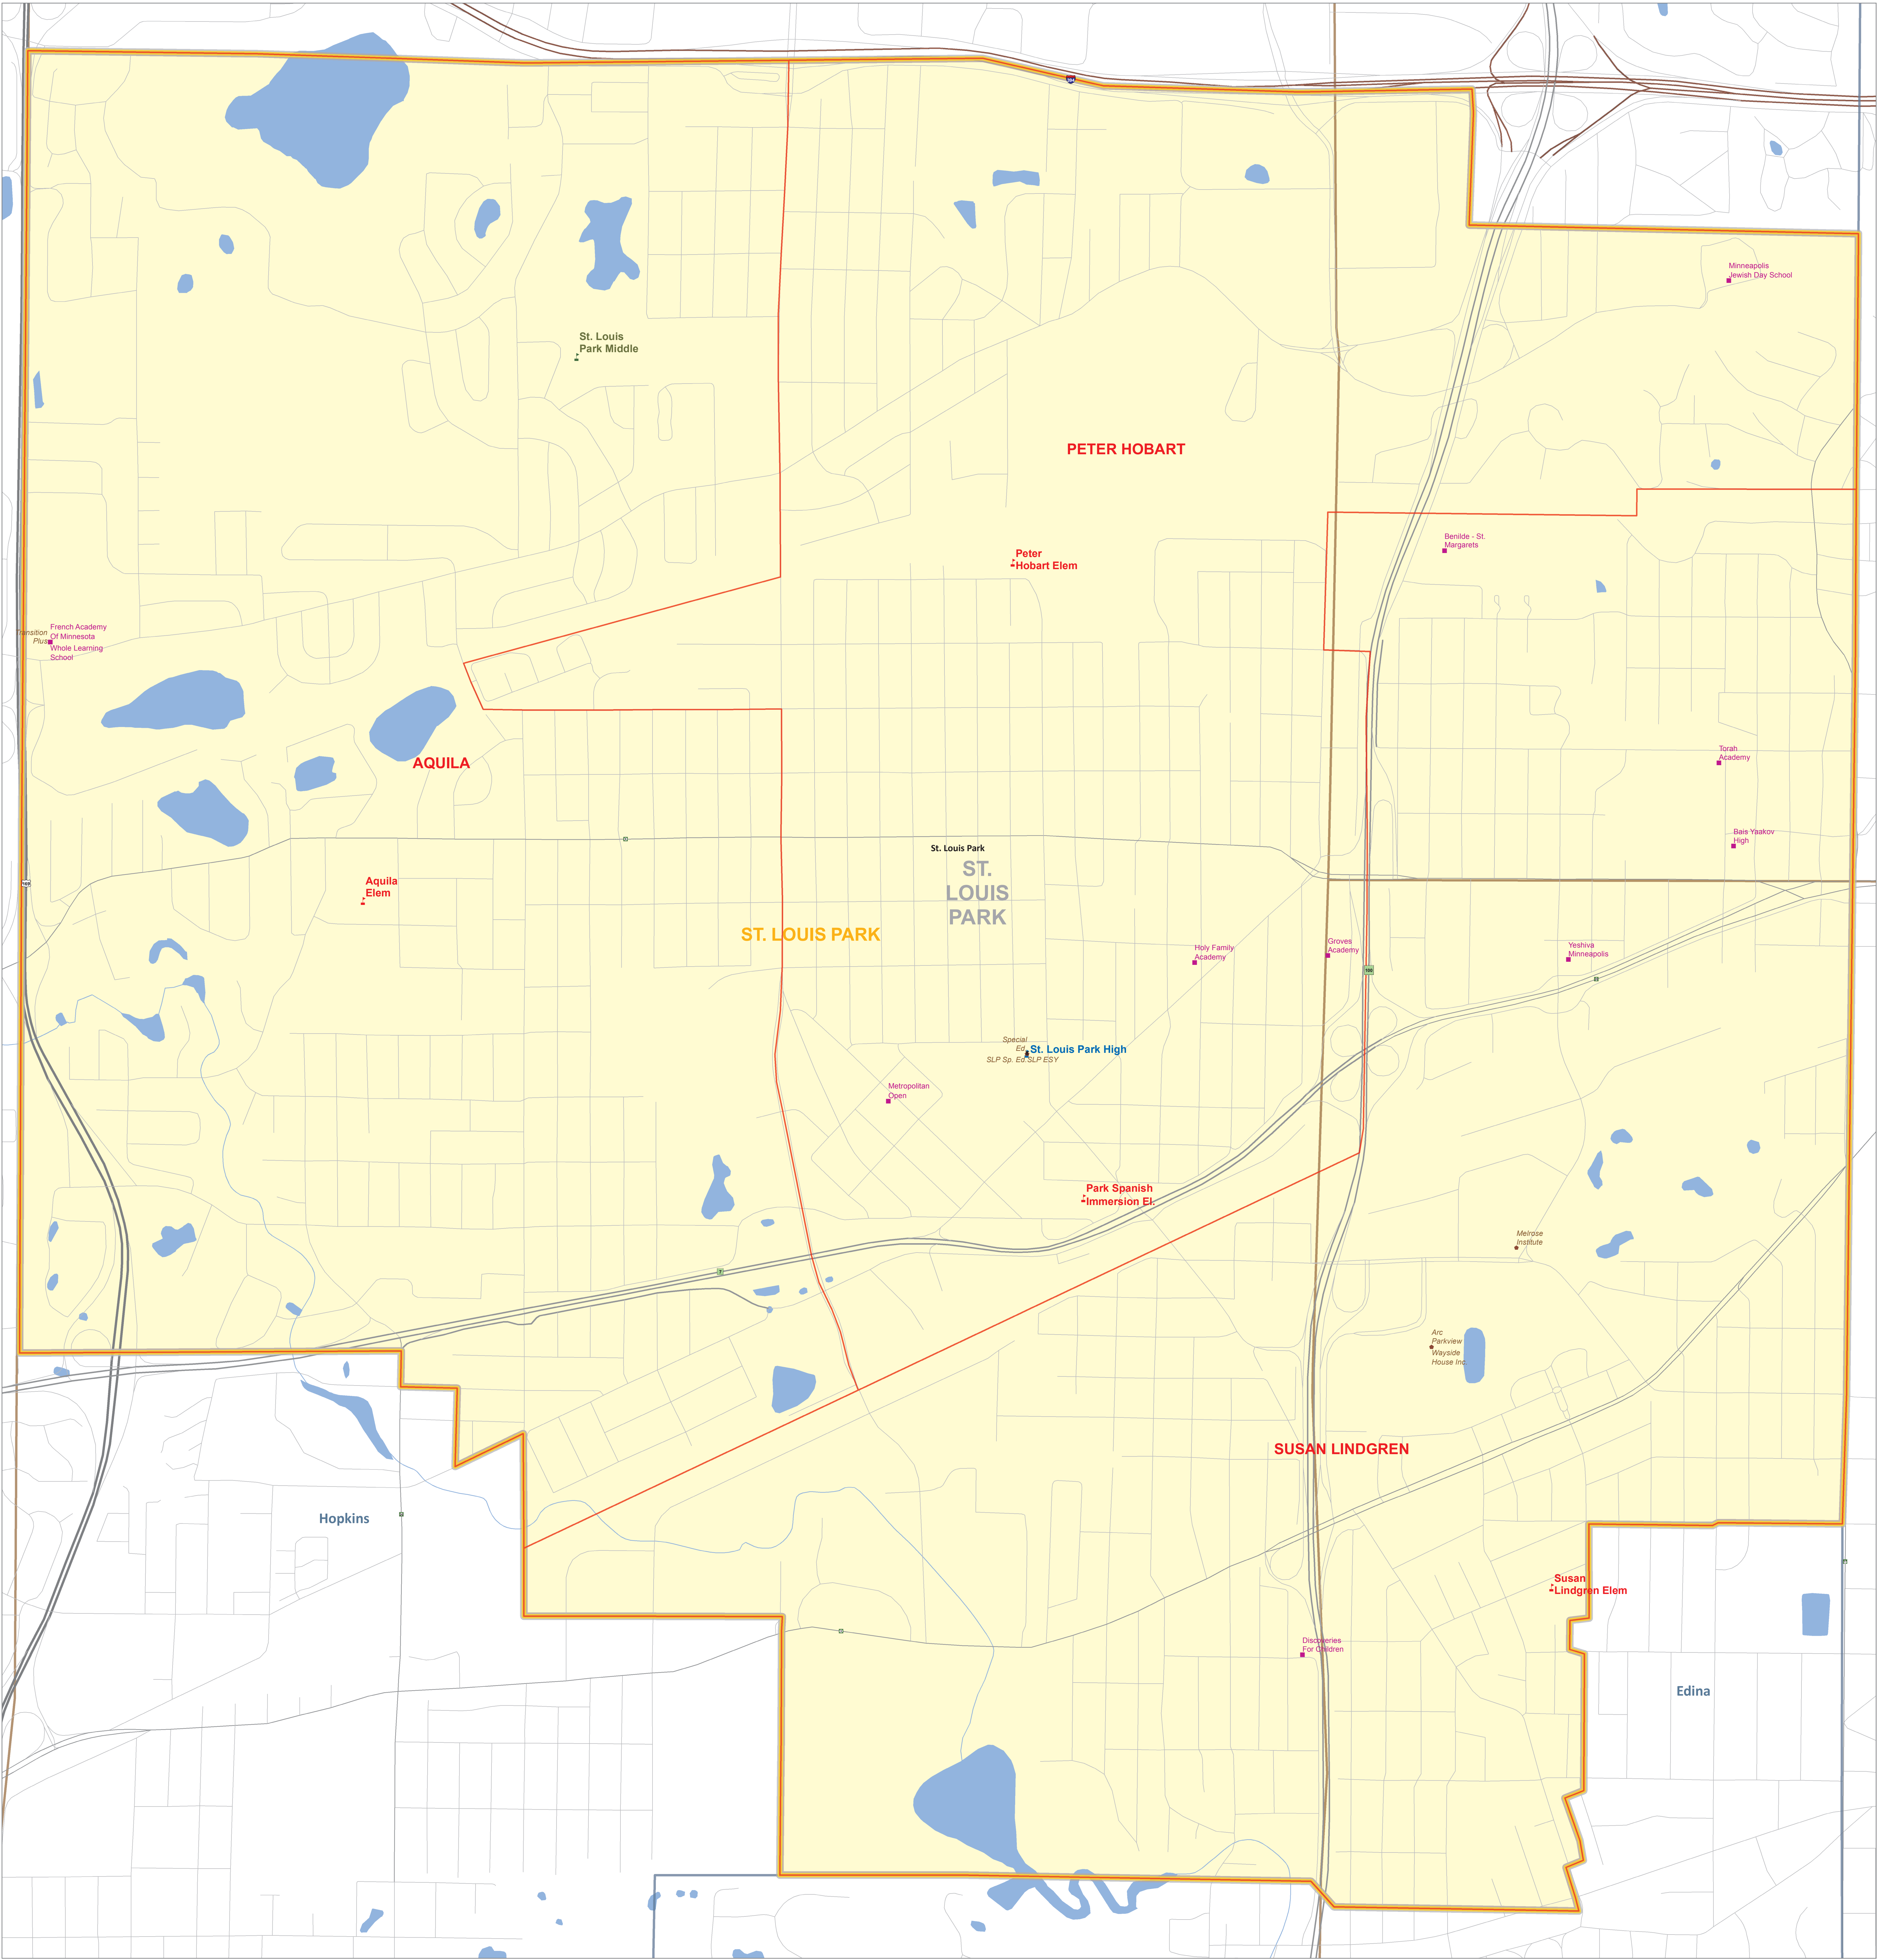 394
Minneapolis
Jewish Day School
St. Louis
Park Middle
PETER HOBART
Benilde - St.
Margarets
Peter
Hobart Elem
French Academy
Of Minnesota
Transition
Plus
Whole Learning
School
Torah
Academy
AQUILA
Bais Yaakov
High
St. Louis Park
ST.
LOUIS
PARK
169
Aquila
Elem
ST. LOUIS PARK
Holy Family
Academy
Groves
Academy
Yeshiva
Minneapolis
100
Special
Ed
St. Louis Park High
SLP Sp. Ed
SLP ESY
Metropolitan
Open
Park Spanish
Immersion El.
Melrose
Institute
7
Arc
Parkview
Wayside
House Inc.
SUSAN LINDGREN
Hopkins
Susan
Lindgren Elem
Discoveries
For Children
Edina